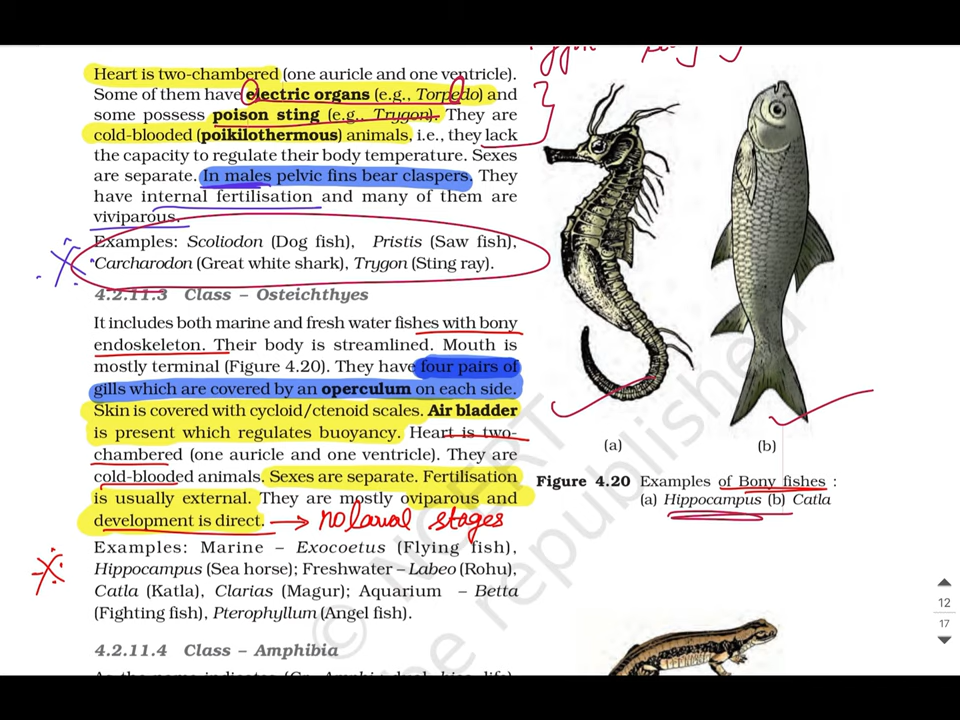 Heart is two-chambered (one auricle and one ventricle).
Some of them have electric organs (e.g., Torpedo) and
some possess poison sting (e.g., Trygon). They are
cold-blooded (poikilothermous) animals, i.e., they lack
the capacity to regulate their body temperature. Sexes
are separate. In males pelvic fins bear claspers. They
have internal fertilisation and many of them are
viviparous.
Examples: Scoliodon (Dog fish), Pristis (Saw fish),
Carcharodon (Great white shark), Trygon (Sting ray).
4.2.11.3 Class – Osteichthyes
It includes both marine and fresh water fishes with bony
endoskeleton. Their body is streamlined. Mouth is
mostly terminal (Figure 4.20). They have four pairs of
gills which are covered by an operculum on each side.
Skin is covered with cycloid/ctenoid scales. Air bladder
is present which regulates buoyancy. Heart is two-
chambered (one auricle and one ventricle). They are
cold-blooded animals. Sexes are separate. Fertilisation
is usually external. They are mostly oviparous and
development is direct. → no larval stages
Examples: Marine – Exocoetus (Flying fish),
Hippocampus (Sea horse); Freshwater – Labeo (Rohu),
Catla (Katla), Clarias (Magur); Aquarium – Betta
(Fighting fish), Pterophyllum (Angel fish).
4.2.11.4 Class – Amphibia
(a)
(b)
Figure 4.20 Examples of Bony fishes :
(a) Hippocampus (b) Catla
© NCERT
be republished
12
17